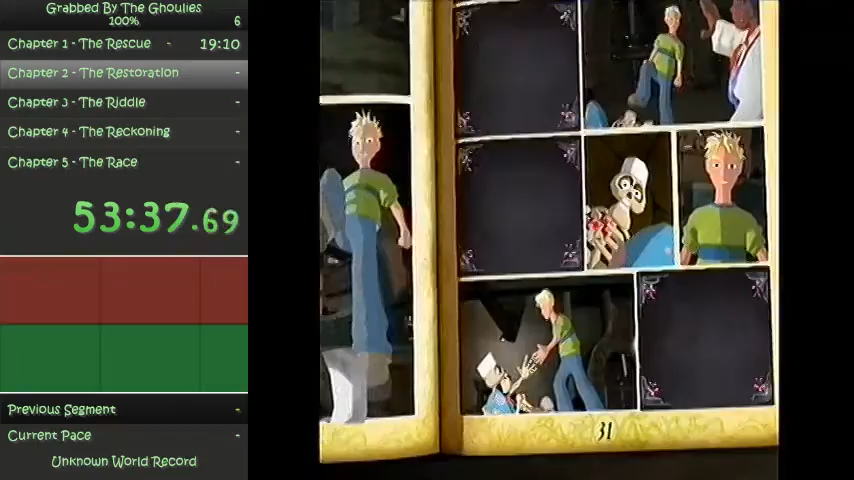 Grabbed By The Ghoulies
100%
6
Chapter 1 - The Rescue - 19:10
Chapter 2 - The Restoration -
Chapter 3 - The Riddle -
Chapter 4 - The Reckoning -
Chapter 5 - The Race -
53:37.69
Previous Segment -
Current Pace -
Unknown World Record
31